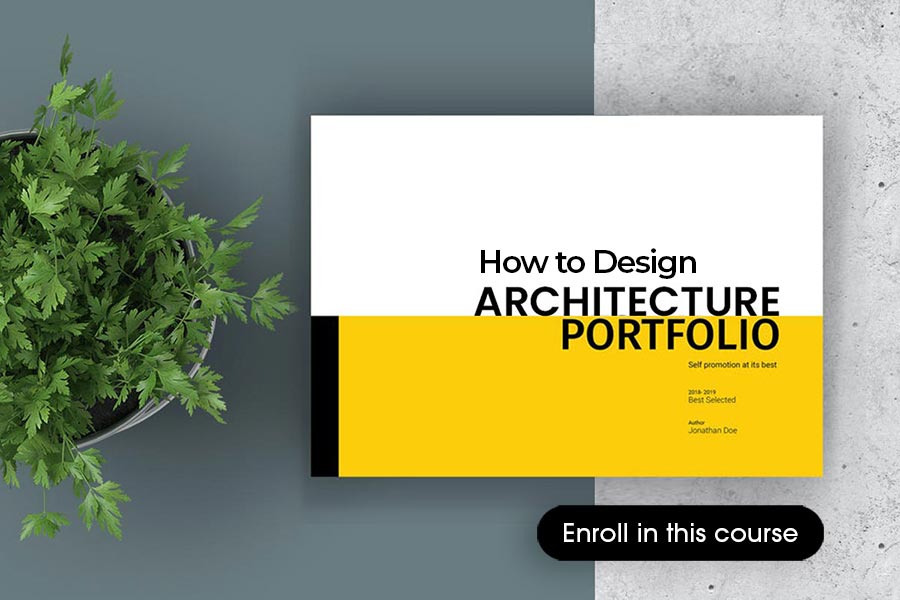 How to Design
ARCHITECTURE
PORTFOLIO
Self promotion at its best
2018- 2019
Best Selected
Author
Jonathan Doe
Enroll in this course